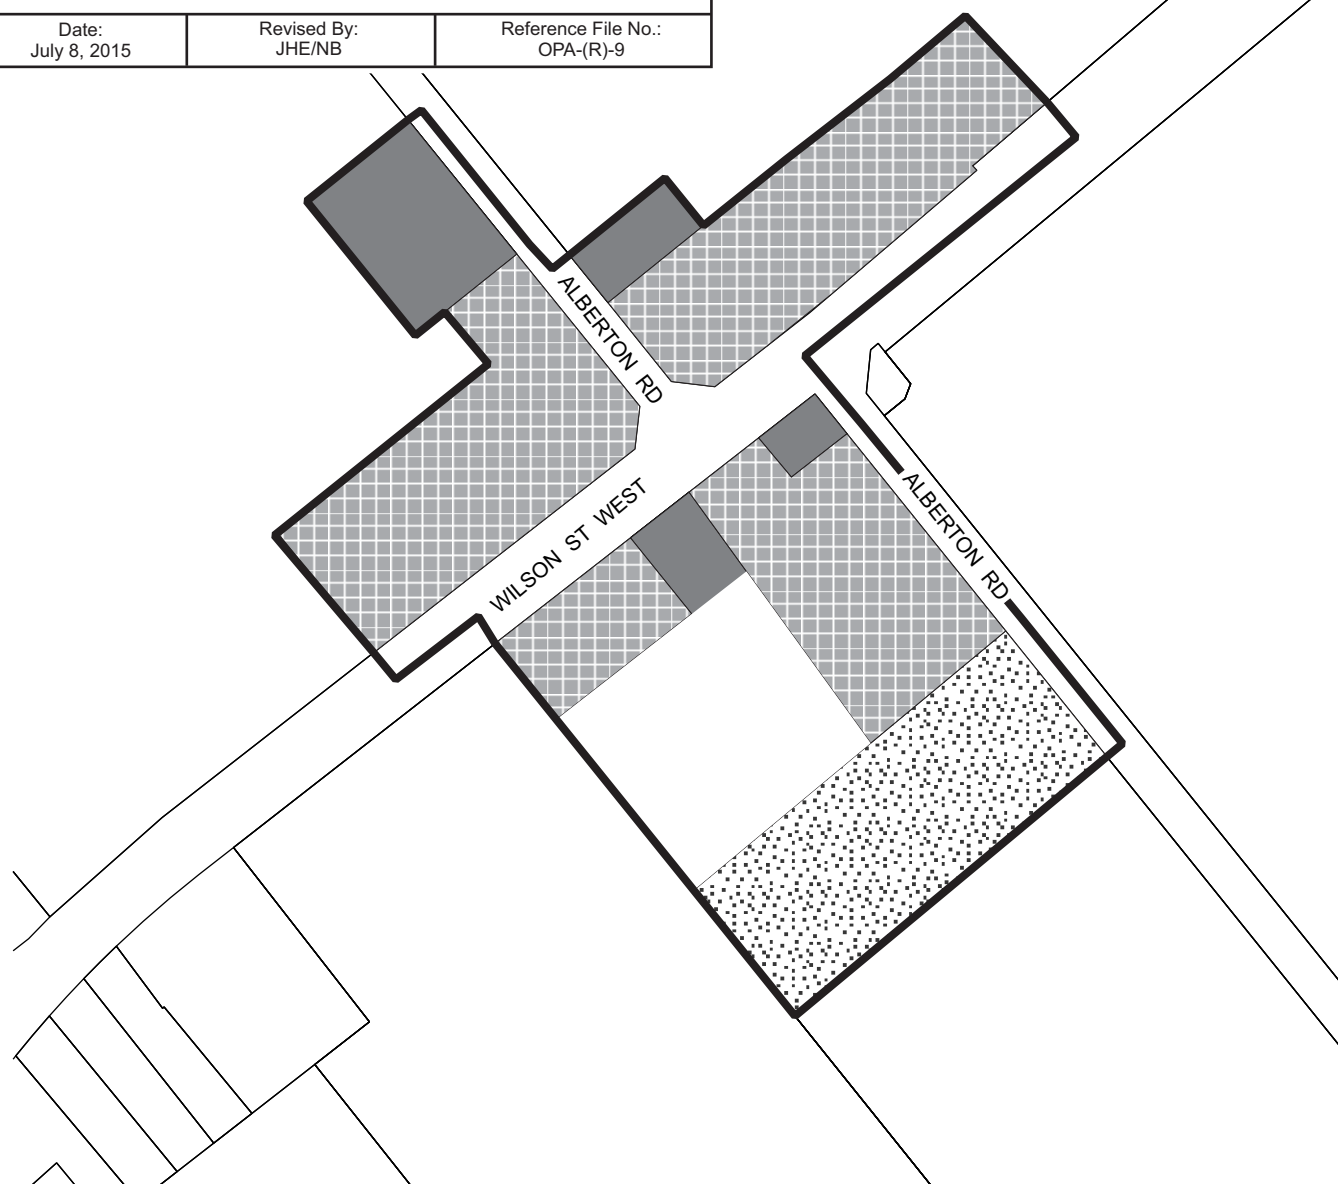 Date:
July 8, 2015
Revised By:
JHE/NB
Reference File No.:
OPA-(R)-9
ALBERTON RD
WILSON ST WEST
ALBERTON RD